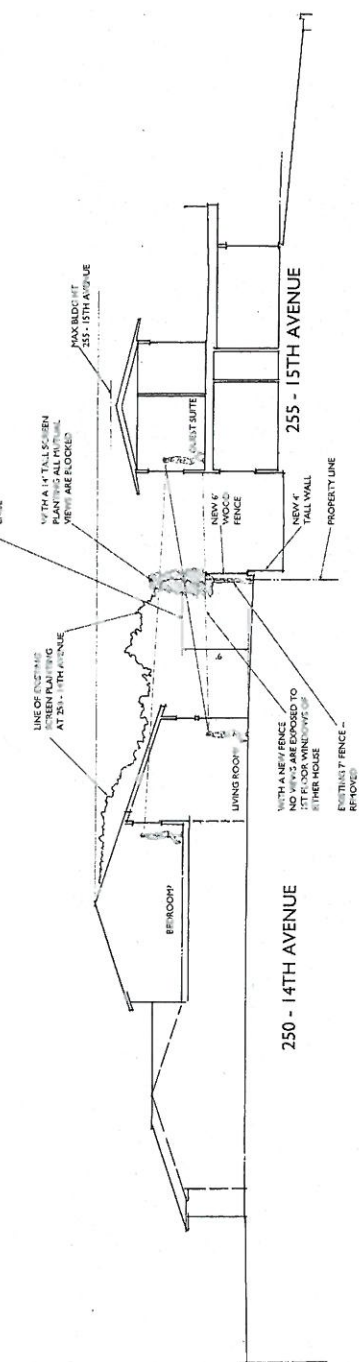 MAX BLDG HT
255 - 15TH AVENUE
WITH A 14' TALL SCREEN
PLANTING ALL MUTUAL
VIEWS ARE BLOCKED
LINE OF EXISTING
SCREEN PLANTING
AT 250 - 14TH AVENUE
GUEST SUITE
255 - 15TH AVENUE
NEW 6'
WOOD
FENCE
NEW 4'
TALL WALL
PROPERTY LINE
BEDROOM?
LIVING ROOM?
WITH A NEW FENCE
NO VIEWS ARE EXPOSED TO
1ST FLOOR WINDOWS OF
EITHER HOUSE
EXISTING 7' FENCE --
REMOVED
250 - 14TH AVENUE